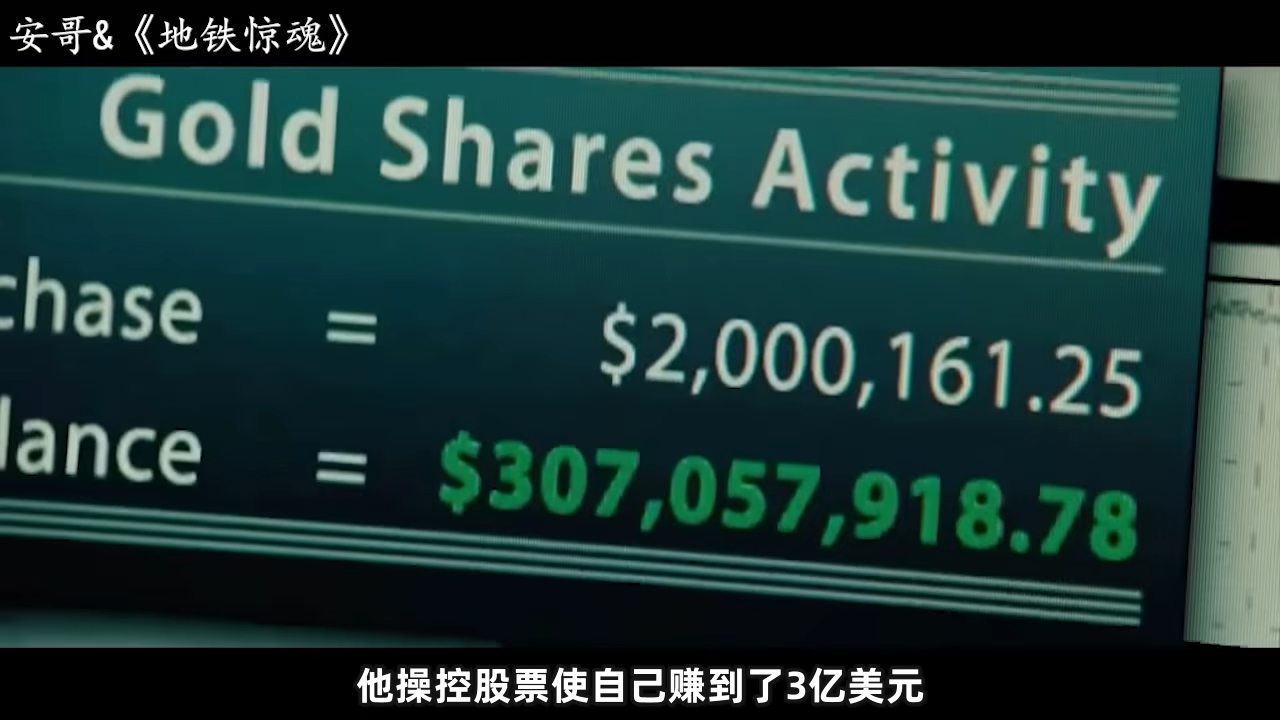 安哥&《地铁惊魂》
Gold Shares Activity
chase = $2,000,161.25
lance = $307,057,918.78
他操控股票使自己赚到了3亿美元